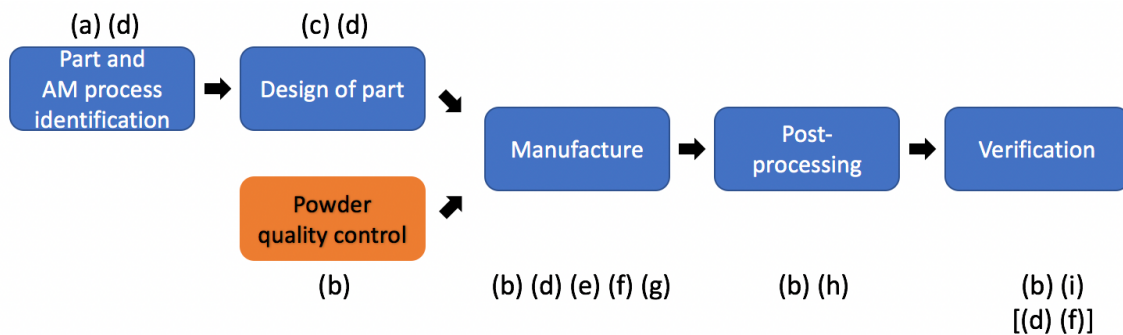 (a) (d)
Part and
AM process
identification
(c) (d)
Design of part
Powder
quality control
(b)
Manufacture
(b) (d) (e) (f) (g)
Post-
processing
(b) (h)
Verification
(b) (i)
[(d) (f)]